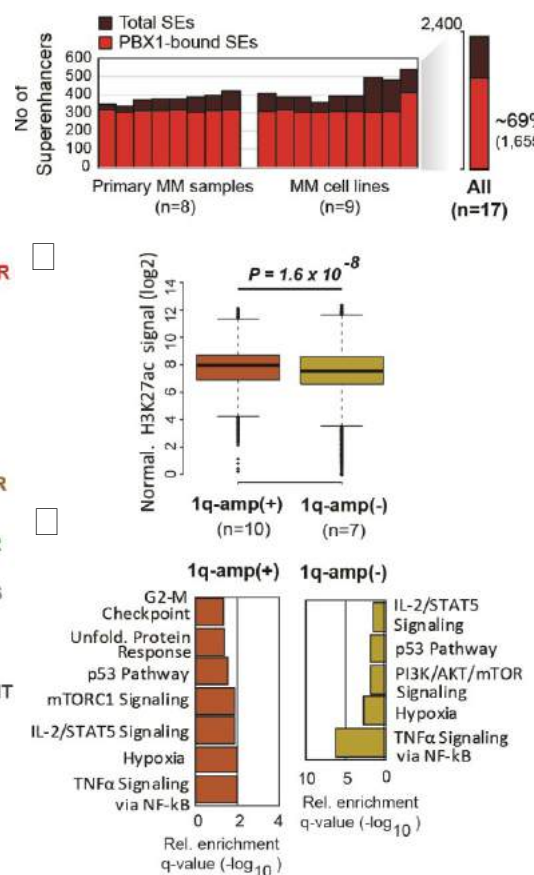 Total SEs
PBX1-bound SEs
2,400
No of
Superenhancers
600
500
400
300
200
100
0
~69%
(1,655
Primary MM samples
(n=8)
MM cell lines
(n=9)
All
(n=17)
R
P = 1.6 x 10-8
Normal. H3K27ac signal (log2)
14
12
10
8
6
4
2
0
R
1q-amp(+)
(n=10)
1q-amp(-)
(n=7)
1q-amp(+)
G2-M
Checkpoint
Unfold. Protein
Response
p53 Pathway
mTORC1 Signaling
IL-2/STAT5 Signaling
Hypoxia
TNFα Signaling
via NF-kB
0 2 4
Rel. enrichment
q-value (-log10)
1q-amp(-)
IL-2/STAT5
Signaling
p53 Pathway
PI3K/AKT/mTOR
Signaling
Hypoxia
TNFα Signaling
via NF-kB
10 5 0
Rel. enrichment
q-value (-log10)
IT